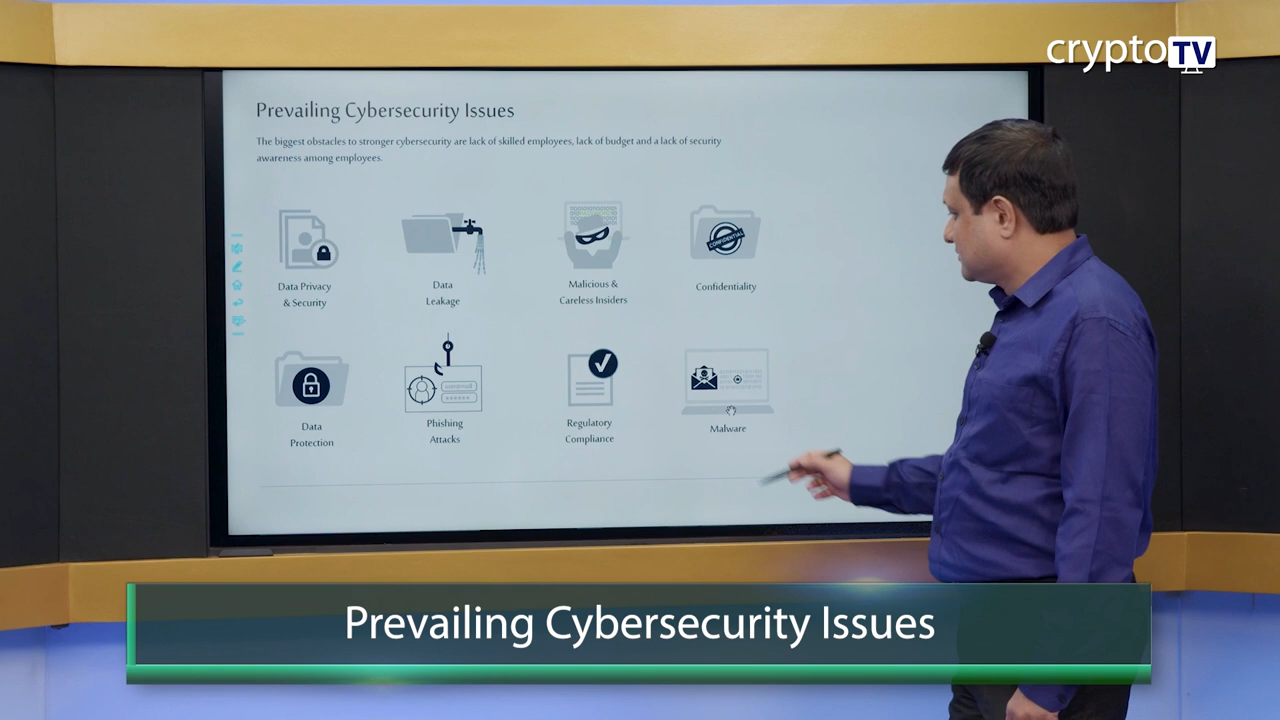 cryptoTV
Prevailing Cybersecurity Issues
The biggest obstacles to stronger cybersecurity are lack of skilled employees, lack of budget and a lack of security
awareness among employees.
Data Privacy
& Security
Data
Leakage
Malicious &
Careless Insiders
CONFIDENTIAL
Confidentiality
Data
Protection
Phishing
Attacks
Regulatory
Compliance
Malware
Prevailing Cybersecurity Issues